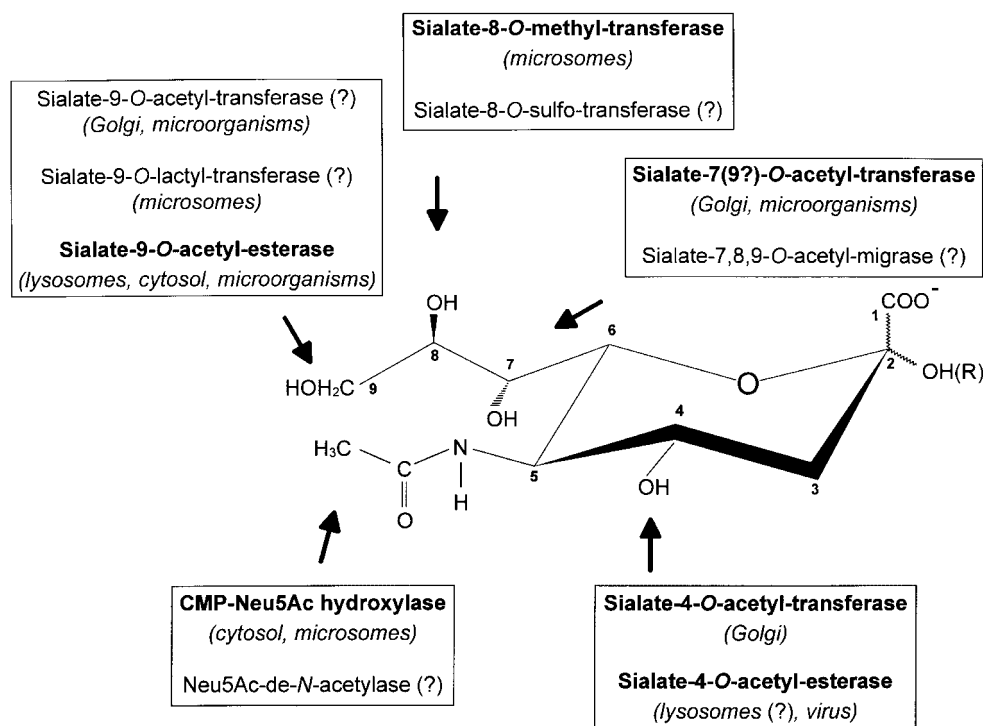 Sialate-8-O-methyl-transferase
(microsomes)
Sialate-8-O-sulfo-transferase (?)
Sialate-9-O-acetyl-transferase (?)
(Golgi, microorganisms)
Sialate-9-O-lactyl-transferase (?)
(microsomes)
Sialate-9-O-acetyl-esterase
(lysosomes, cytosol, microorganisms)
Sialate-7(9?)-O-acetyl-transferase
(Golgi, microorganisms)
Sialate-7,8,9-O-acetyl-migrase (?)
OH
8
HOH₂C
9
7
OH
6
1
COO⁻
2
OH(R)
O
4
OH
3
5
H₃C
C
O
N
H
CMP-Neu5Ac hydroxylase
(cytosol, microsomes)
Neu5Ac-de-N-acetylase (?)
Sialate-4-O-acetyl-transferase
(Golgi)
Sialate-4-O-acetyl-esterase
(lysosomes (?), virus)